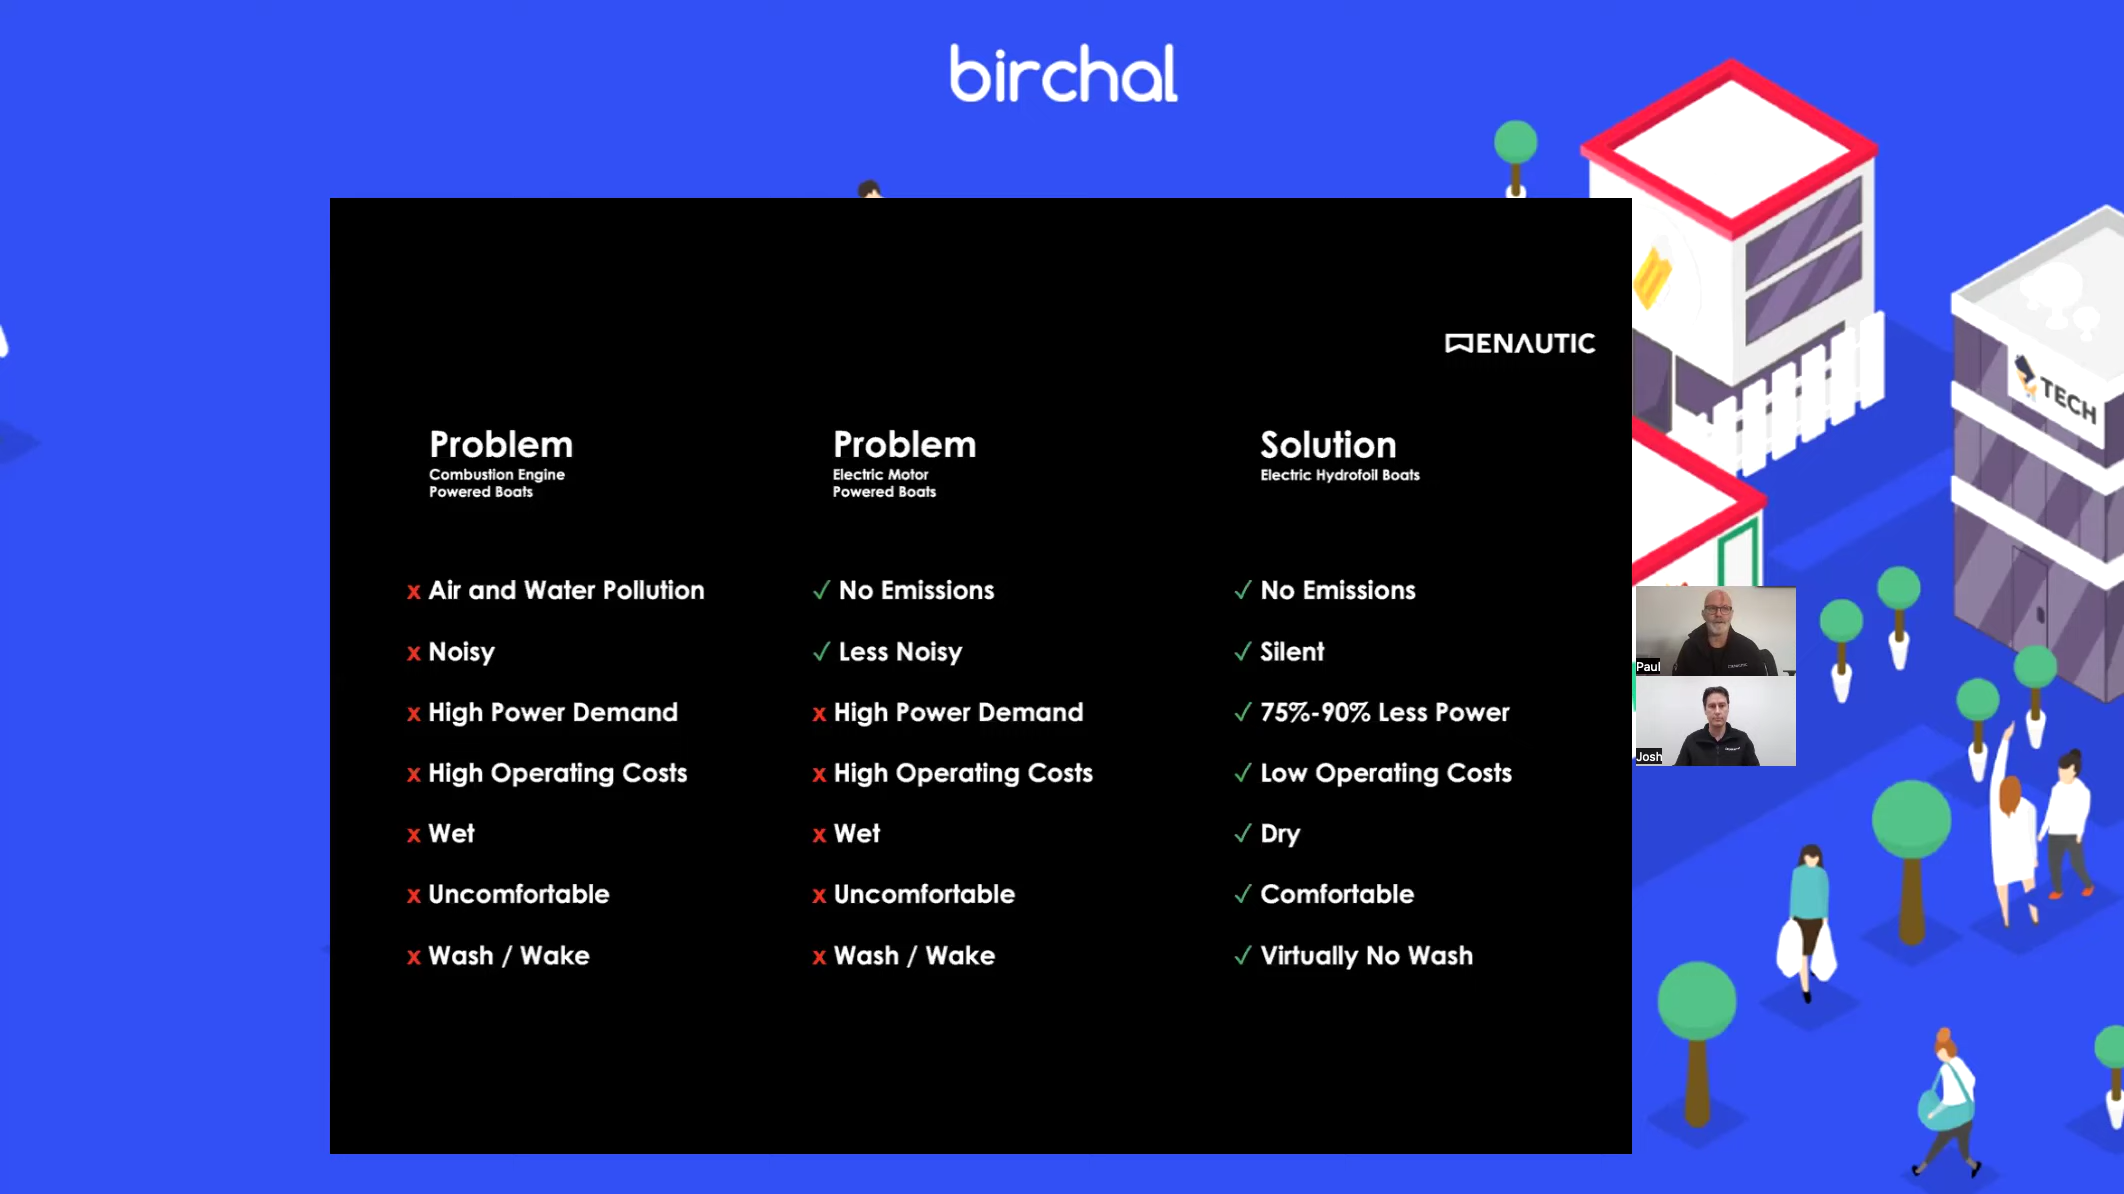 birchal
ENAUTIC
Problem
Combustion Engine
Powered Boats
x Air and Water Pollution
x Noisy
x High Power Demand
x High Operating Costs
x Wet
x Uncomfortable
x Wash / Wake
Problem
Electric Motor
Powered Boats
✓ No Emissions
✓ Less Noisy
x High Power Demand
x High Operating Costs
x Wet
x Uncomfortable
x Wash / Wake
Solution
Electric Hydrofoil Boats
✓ No Emissions
✓ Silent
✓ 75%-90% Less Power
✓ Low Operating Costs
✓ Dry
✓ Comfortable
✓ Virtually No Wash
TECH
Paul
Josh